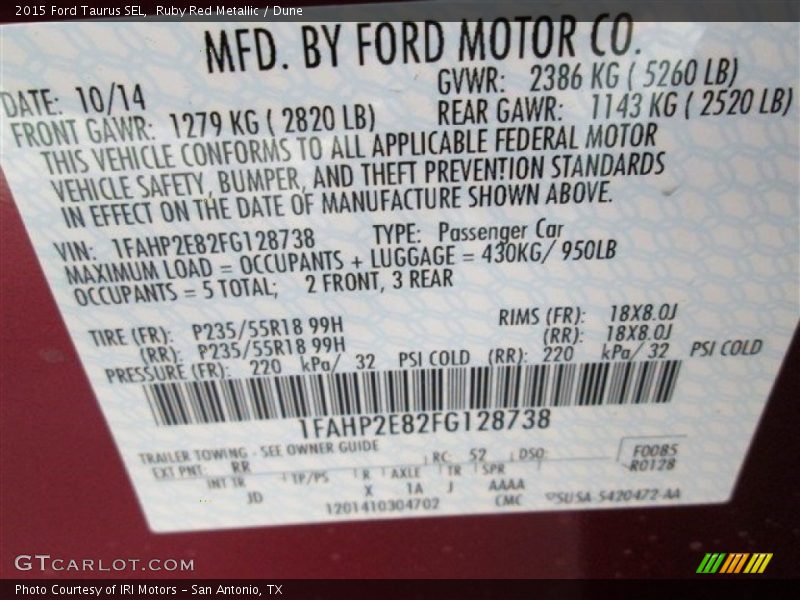 2015 Ford Taurus SEL, Ruby Red Metallic / Dune
MFD. BY FORD MOTOR CO.
DATE: 10/14 GVWR: 2386 KG ( 5260 LB)
FRONT GAWR: 1279 KG ( 2820 LB) REAR GAWR: 1143 KG ( 2520 LB)
THIS VEHICLE CONFORMS TO ALL APPLICABLE FEDERAL MOTOR
VEHICLE SAFETY, BUMPER, AND THEFT PREVENTION STANDARDS
IN EFFECT ON THE DATE OF MANUFACTURE SHOWN ABOVE.
VIN: 1FAHP2E82FG128738 TYPE: Passenger Car
MAXIMUM LOAD = OCCUPANTS + LUGGAGE = 430KG/ 950LB
OCCUPANTS = 5 TOTAL; 2 FRONT, 3 REAR
TIRE (FR): P235/55R18 99H RIMS (FR): 18X8.0J
(RR): P235/55R18 99H (RR): 18X8.0J
PRESSURE (FR): 220 kPa/ 32 PSI COLD (RR): 220 kPa/ 32 PSI COLD
1FAHP2E82FG128738
TRAILER TOWING - SEE OWNER GUIDE
EXT PNT: RR RC: 52 DSO: F0085
INT TR TP/PS R AXLE TR SPR R0128
JD X 1A J AAAA
1201410304702 CMC 5420472-AA
GTCARLOT.COM
Photo Courtesy of IRI Motors – San Antonio, TX